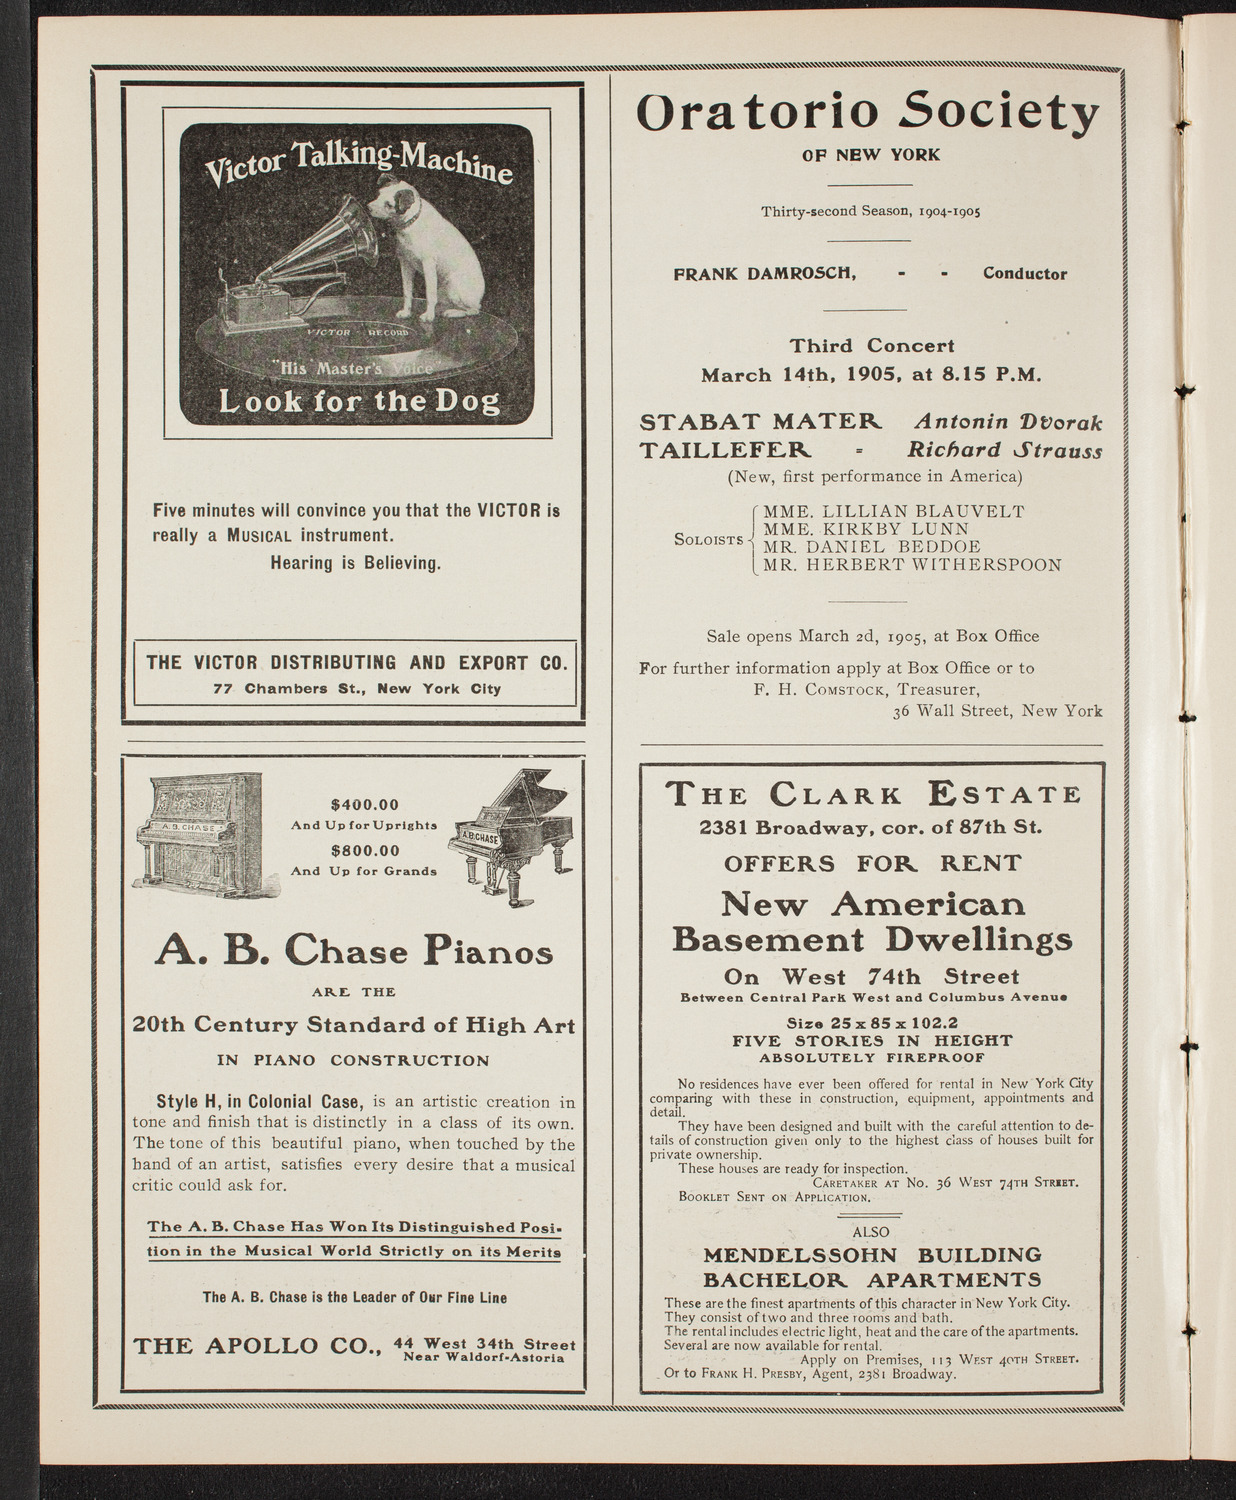 Victor Talking-Machine
VICTOR RECORD
"His Master's Voice"
Look for the Dog
Five minutes will convince you that the VICTOR is
really a MUSICAL instrument.
Hearing is Believing.
THE VICTOR DISTRIBUTING AND EXPORT CO.
77 Chambers St., New York City
A. B. CHASE
$400.00
And Up for Uprights
$800.00
And Up for Grands
A.B. CHASE
A. B. Chase Pianos
ARE THE
20th Century Standard of High Art
IN PIANO CONSTRUCTION
Style H, in Colonial Case, is an artistic creation in
tone and finish that is distinctly in a class of its own.
The tone of this beautiful piano, when touched by the
hand of an artist, satisfies every desire that a musical
critic could ask for.
The A. B. Chase Has Won Its Distinguished Posi-
tion in the Musical World Strictly on its Merits
The A. B. Chase is the Leader of Our Fine Line
THE APOLLO CO., 44 West 34th Street
Near Waldorf-Astoria
Oratorio Society
OF NEW YORK
Thirty-second Season, 1904-1905
FRANK DAMROSCH, - - Conductor
Third Concert
March 14th, 1905, at 8.15 P.M.
STABAT MATER Antonin Dvorak
TAILLEFER - Richard Strauss
(New, first performance in America)
SOLOISTS
MME. LILLIAN BLAUVELT
MME. KIRKBY LUNN
MR. DANIEL BEDDOE
MR. HERBERT WITHERSPOON
Sale opens March 2d, 1905, at Box Office
For further information apply at Box Office or to
F. H. COMSTOCK, Treasurer,
36 Wall Street, New York
THE CLARK ESTATE
2381 Broadway, cor. of 87th St.
OFFERS FOR RENT
New American
Basement Dwellings
On West 74th Street
Between Central Park West and Columbus Avenue
Size 25 x 85 x 102.2
FIVE STORIES IN HEIGHT
ABSOLUTELY FIREPROOF
No residences have ever been offered for rental in New York City
comparing with these in construction, equipment, appointments and
detail.
They have been designed and built with the careful attention to de-
tails of construction given only to the highest class of houses built for
private ownership.
These houses are ready for inspection.
CARETAKER AT NO. 36 WEST 74TH STREET.
BOOKLET SENT ON APPLICATION.
ALSO
MENDELSSOHN BUILDING
BACHELOR APARTMENTS
These are the finest apartments of this character in New York City.
They consist of two and three rooms and bath.
The rental includes electric light, heat and the care of the apartments.
Several are now available for rental.
Apply on Premises, 113 WEST 40TH STREET.
Or to FRANK H. PRESBY, Agent, 2381 Broadway.